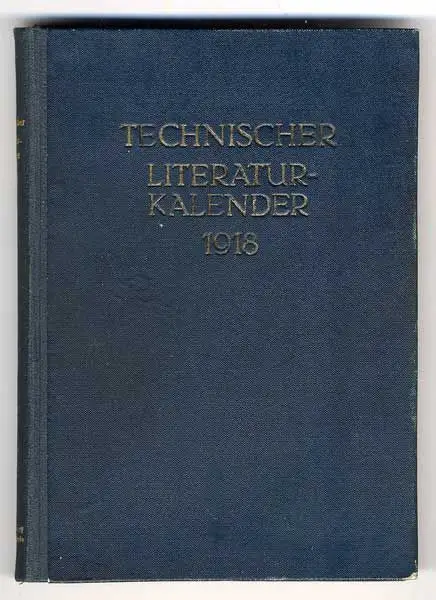 TECHNISCHER
LITERATUR-
KALENDER
1918